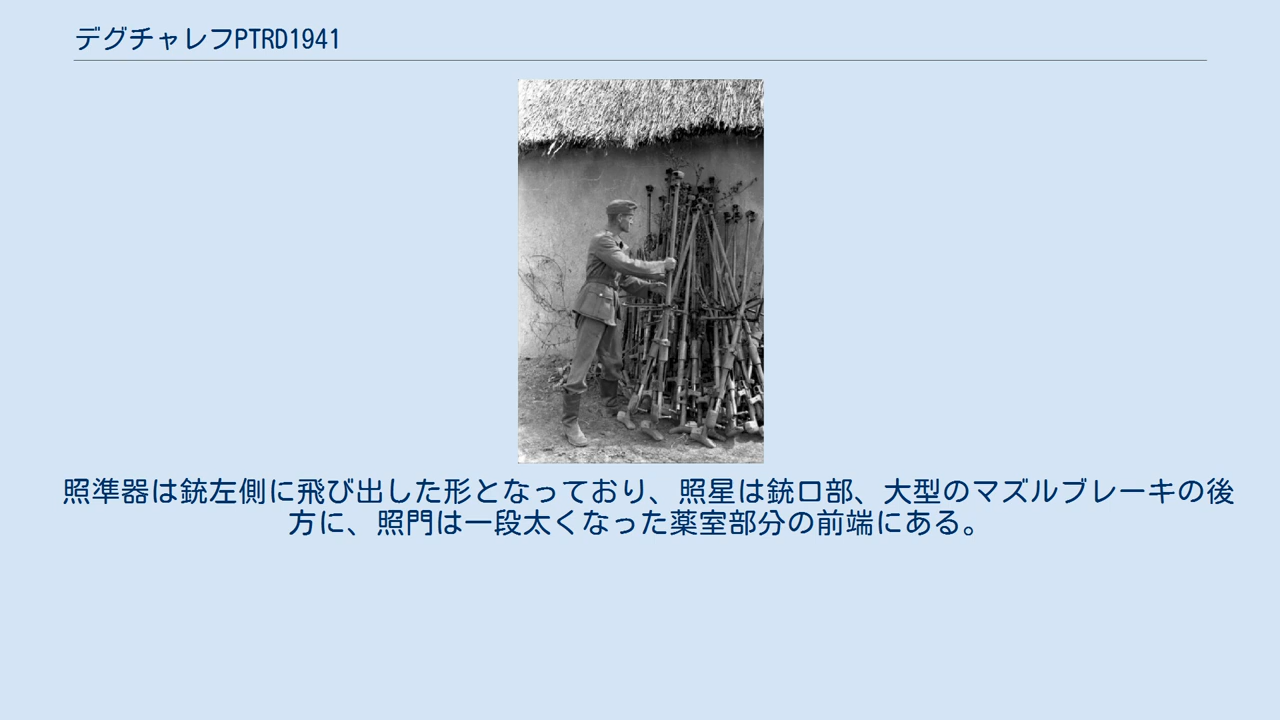 デグチャレフPTRD1941
照準器は銃左側に飛び出した形となっており、照星は銃口部、大型のマズルブレーキの後
方に、照門は一段太くなった薬室部分の前端にある。